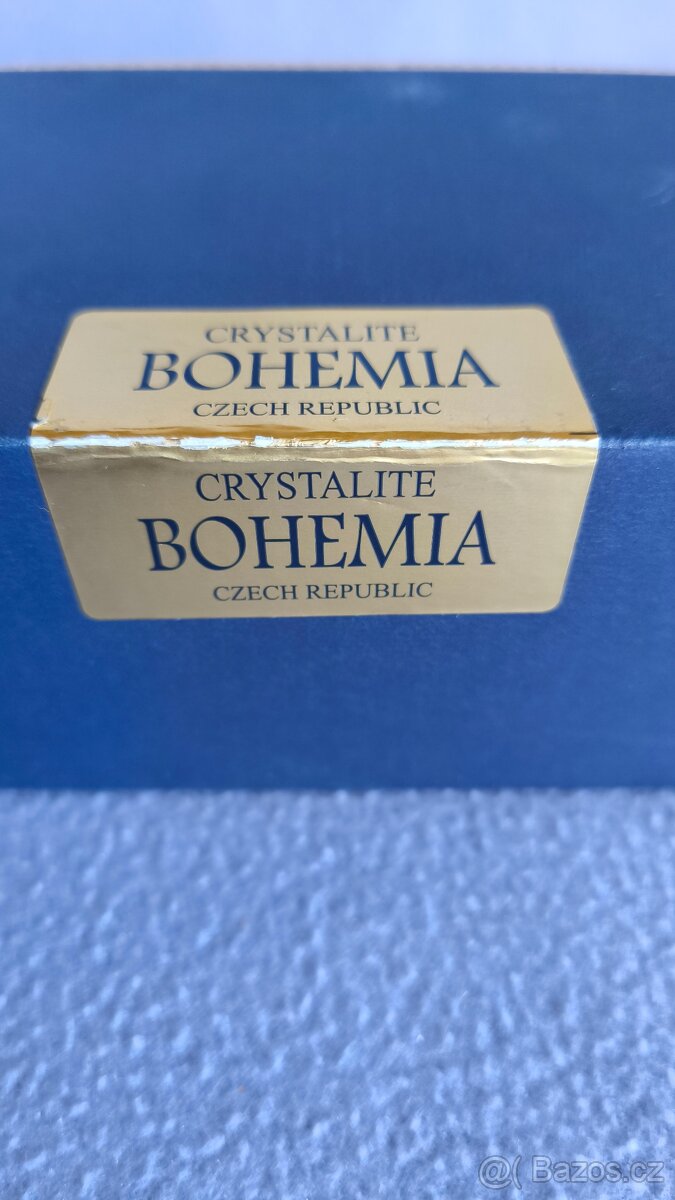 CRYSTALITE
BOHEMIA
CZECH REPUBLIC
CRYSTALITE
BOHEMIA
CZECH REPUBLIC
@( Bazos.cz